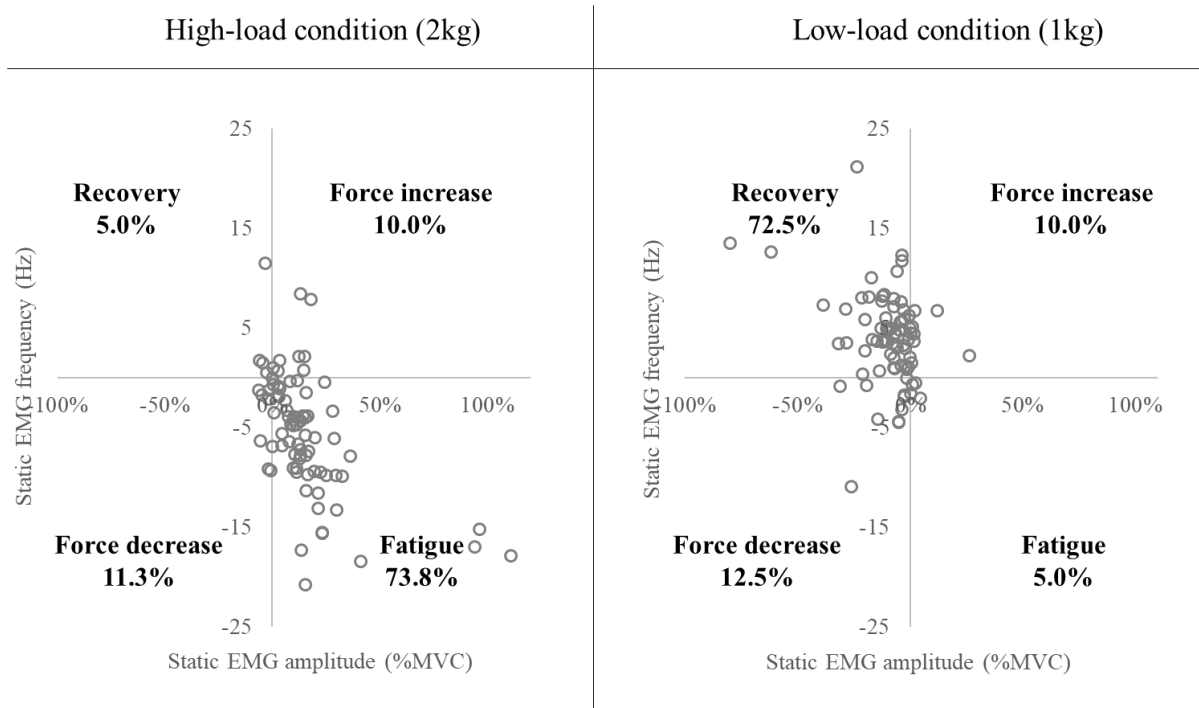 High-load condition (2kg)
Static EMG frequency (Hz)
25
15
5
-5
-15
-25
Recovery
5.0%
Force increase
10.0%
100%
-50%
0%
50%
100%
Force decrease
11.3%
Fatigue
73.8%
Static EMG amplitude (%MVC)
Low-load condition (1kg)
Static EMG frequency (Hz)
25
15
5
-5
-15
-25
Recovery
72.5%
Force increase
10.0%
100%
-50%
0%
50%
100%
Force decrease
12.5%
Fatigue
5.0%
Static EMG amplitude (%MVC)